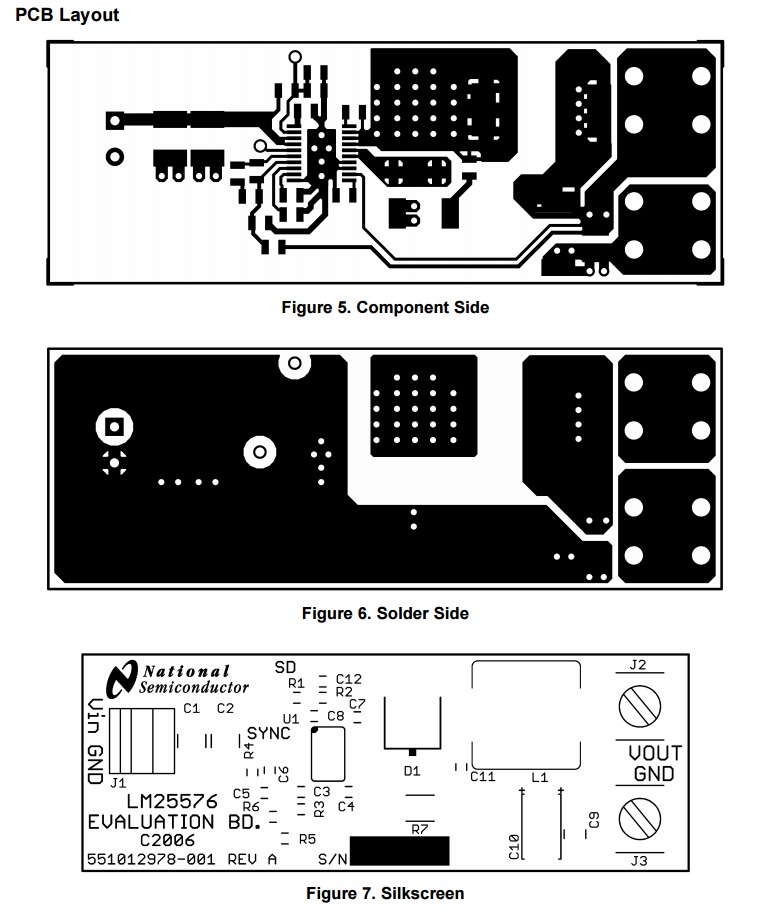 PCB Layout
Figure 5. Component Side
Figure 6. Solder Side
National
Semiconductor
SD
R1
C12
R2
C7
J2
Vin GND
C1
C2
U1
C8
SYNC
R4
C6
J1
D1
C11
L1
VOUT
GND
LM25576
C5
R6
C3
R3
C4
EVALUATION BD.
R7
C9
C10
C2006
R5
551012978-001 REV A
S/N
J3
Figure 7. Silkscreen